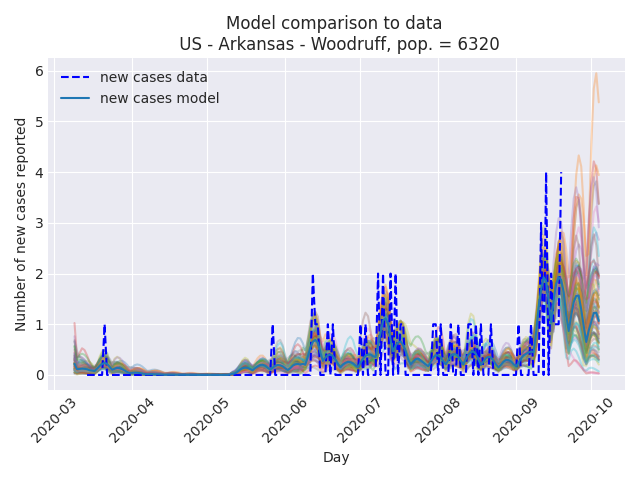 Model comparison to data
US - Arkansas - Woodruff, pop. = 6320
new cases data
new cases model
Number of new cases reported
6
5
4
3
2
1
0
2020-03
2020-04
2020-05
2020-06
2020-07
2020-08
2020-09
2020-10
Day